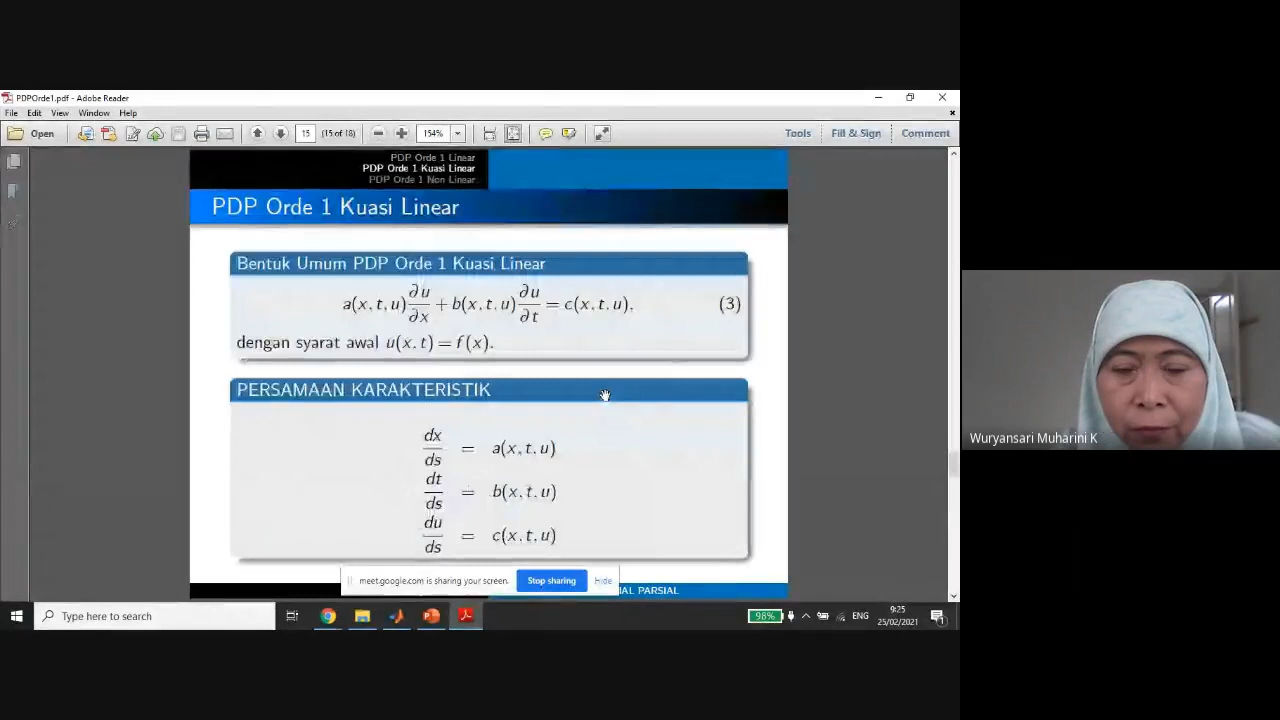 PDPOrde1.pdf - Adobe Reader
File Edit View Window Help
Open 15 (15 of 18) 154% Tools Fill & Sign Comment
PDP Orde 1 Linear
PDP Orde 1 Kuasi Linear
PDP Orde 1 Non Linear
PDP Orde 1 Kuasi Linear
Bentuk Umum PDP Orde 1 Kuasi Linear
a(x, t, u) ∂u/∂x + b(x, t, u) ∂u/∂t = c(x, t, u), (3)
dengan syarat awal u(x, t) = f(x).
PERSAMAAN KARAKTERISTIK
dx/ds = a(x, t, u)
dt/ds = b(x, t, u)
du/ds = c(x, t, u)
meet.google.com is sharing your screen. Stop sharing Hide
IAL PARSIAL
Type here to search
98% ENG
9:25
25/02/2021
1
Wuryansari Muharini K